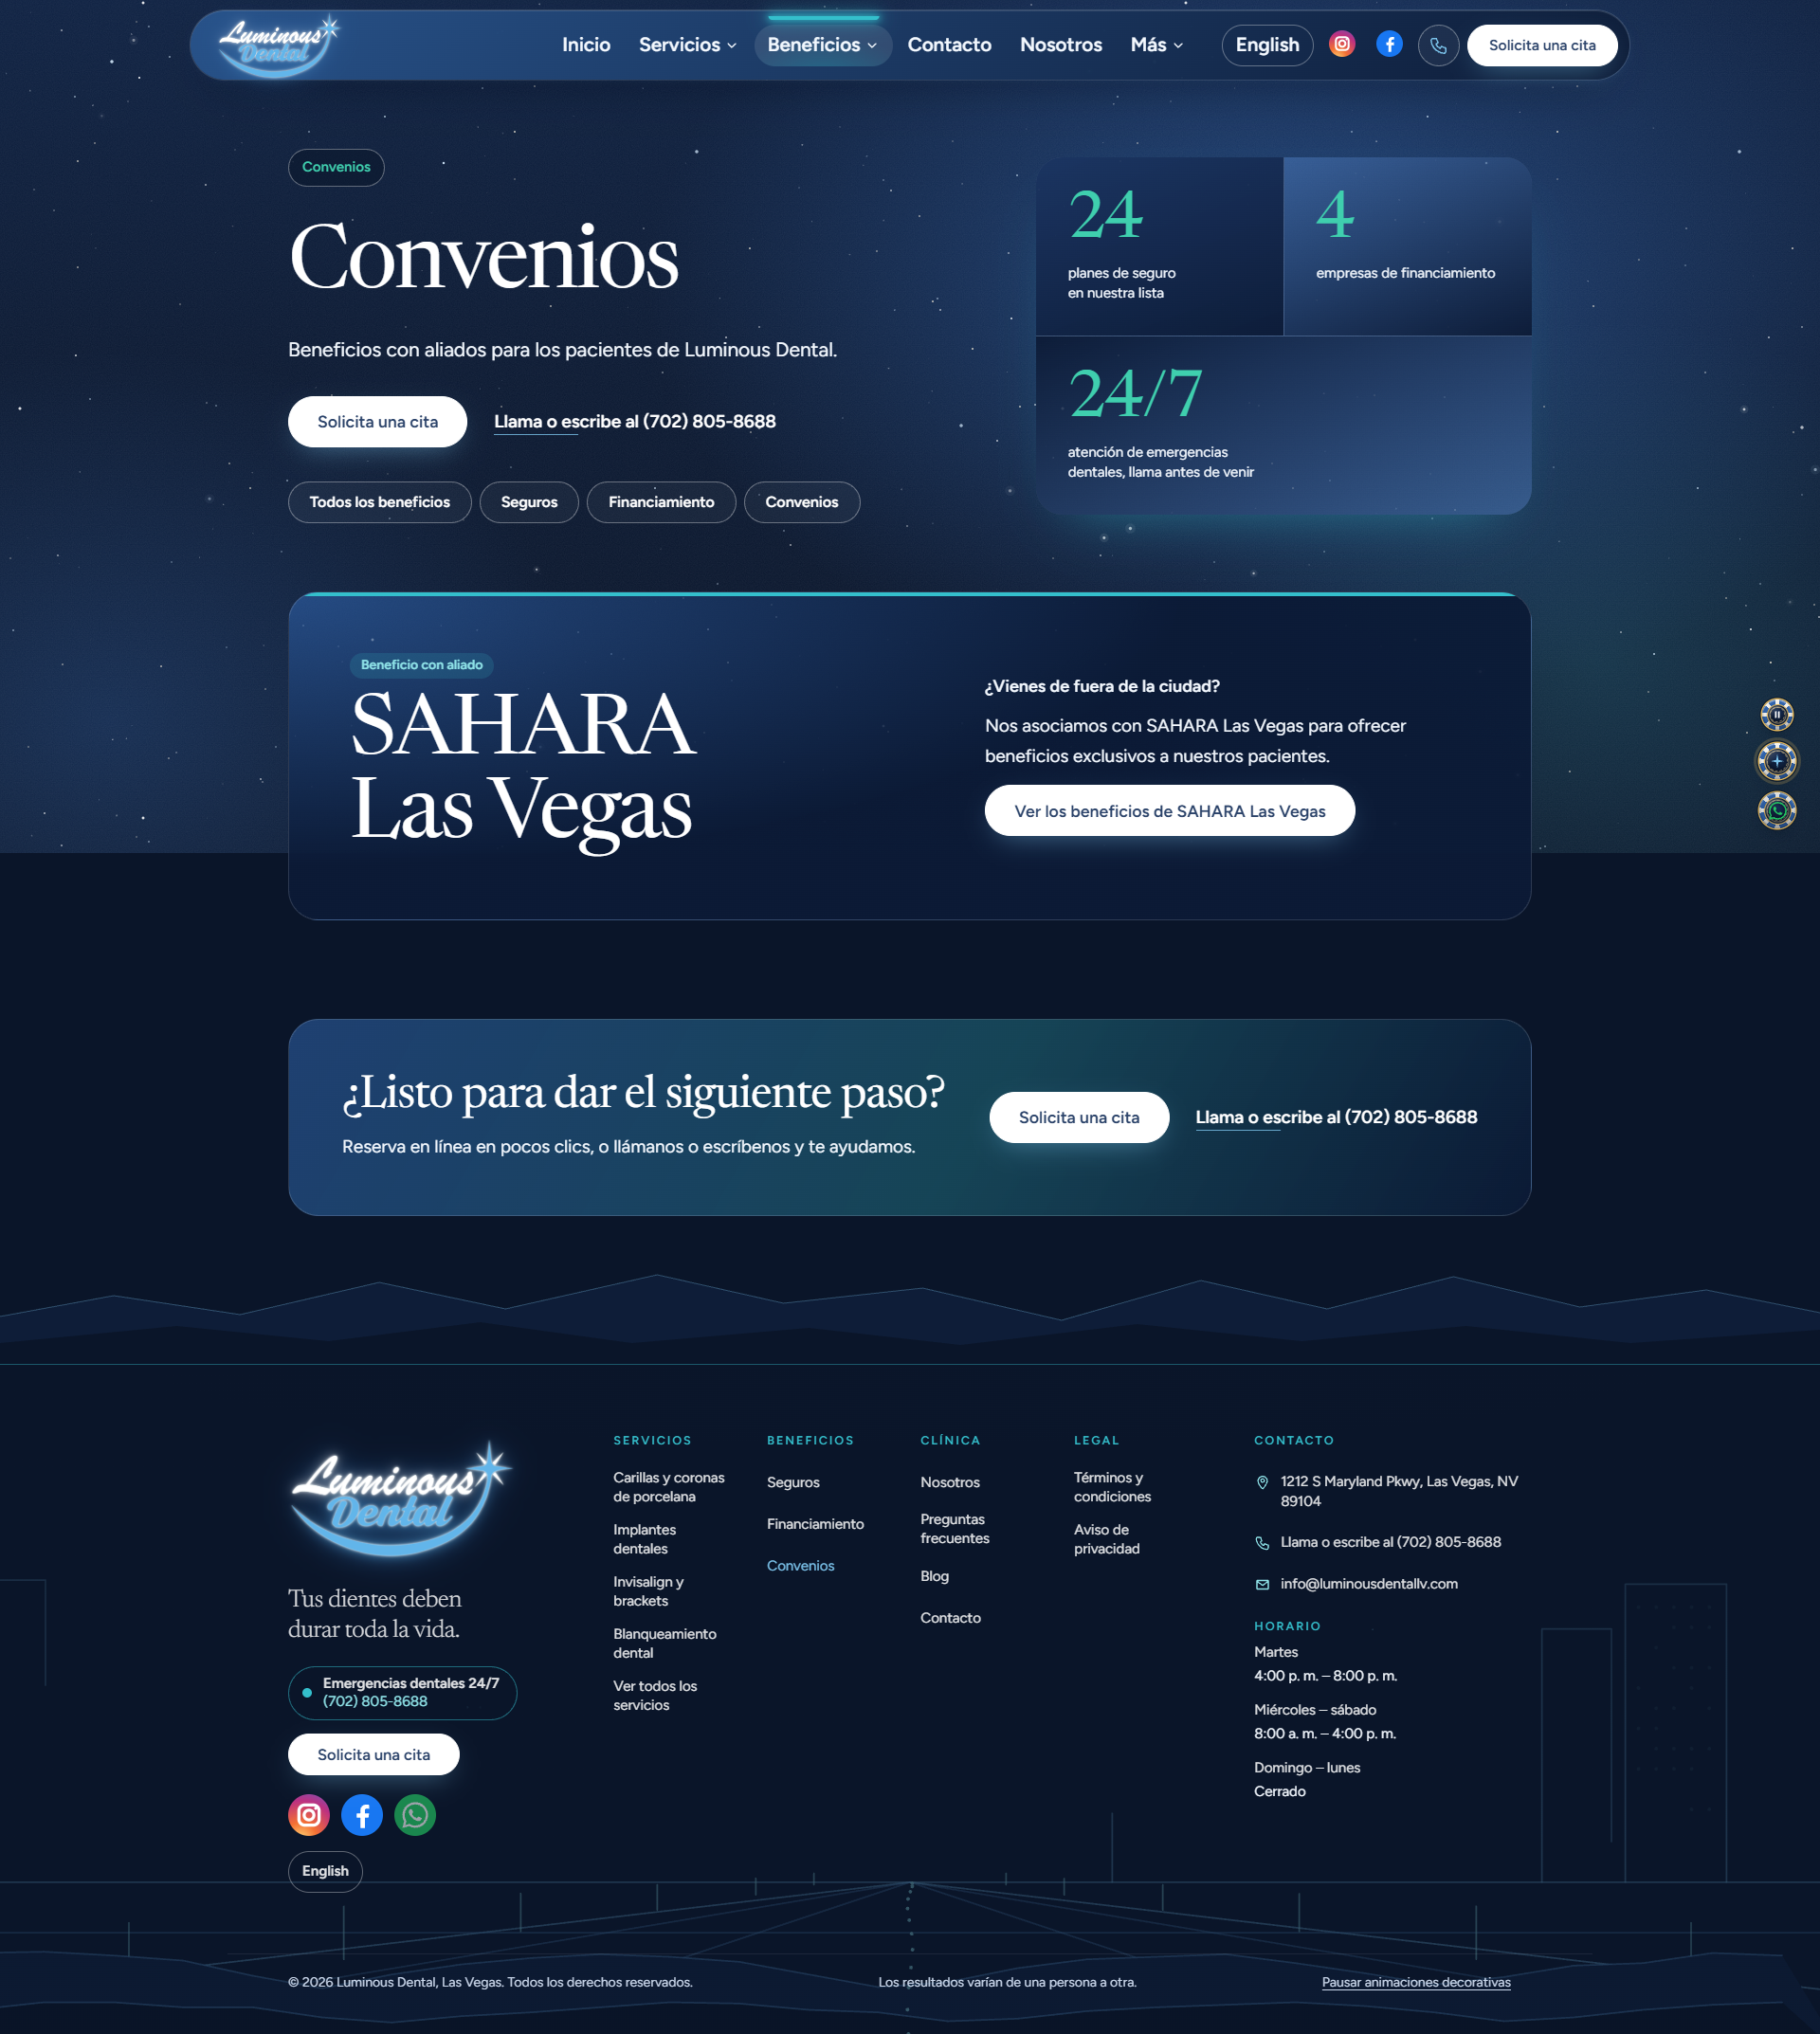 Luminous
Dental
Inicio
Servicios
Beneficios
Contacto
Nosotros
Más
English
Solicita una cita
Convenios
Convenios
Beneficios con aliados para los pacientes de Luminous Dental.
Solicita una cita
Llama o escribe al (702) 805-8688
Todos los beneficios
Seguros
Financiamiento
Convenios
24
planes de seguro
en nuestra lista
4
empresas de financiamiento
24/7
atención de emergencias
dentales, llama antes de venir
Beneficio con aliado
SAHARA
Las Vegas
¿Vienes de fuera de la ciudad?
Nos asociamos con SAHARA Las Vegas para ofrecer
beneficios exclusivos a nuestros pacientes.
Ver los beneficios de SAHARA Las Vegas
¿Listo para dar el siguiente paso?
Reserva en línea en pocos clics, o llámanos o escríbenos y te ayudamos.
Solicita una cita
Llama o escribe al (702) 805-8688
Luminous
Dental
Tus dientes deben
durar toda la vida.
Emergencias dentales 24/7
(702) 805-8688
Solicita una cita
English
SERVICIOS
Carillas y coronas
de porcelana
Implantes
dentales
Invisalign y
brackets
Blanqueamiento
dental
Ver todos los
servicios
BENEFICIOS
Seguros
Financiamiento
Convenios
CLÍNICA
Nosotros
Preguntas
frecuentes
Blog
Contacto
LEGAL
Términos y
condiciones
Aviso de
privacidad
CONTACTO
1212 S Maryland Pkwy, Las Vegas, NV
89104
Llama o escribe al (702) 805-8688
info@luminousdentallv.com
HORARIO
Martes
4:00 p. m. – 8:00 p. m.
Miércoles – sábado
8:00 a. m. – 4:00 p. m.
Domingo – lunes
Cerrado
© 2026 Luminous Dental, Las Vegas. Todos los derechos reservados.
Los resultados varían de una persona a otra.
Pausar animaciones decorativas